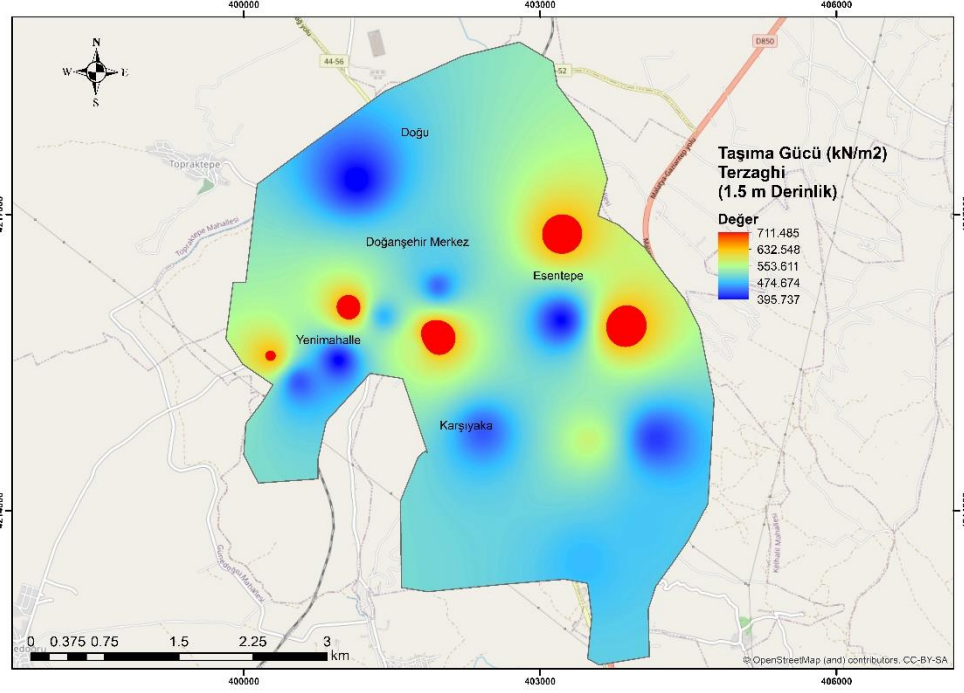 400000
403000
406000
N
W
E
S
44-56
-52
D850
Doğu
Topraktepe
Toprakтepe Mahallesi
Taşıma Gücü (kN/m2)
Terzaghi
(1.5 m Derinlik)
Değer
711.485
632.548
553.611
474.674
395.737
Doğanşehir Merkez
Esentepe
Yenimahalle
Karşıyaka
0 0.375 0.75 1.5 2.25 3
km
© OpenStreetMap (and) contributors, CC-BY-SA
400000
403000
406000